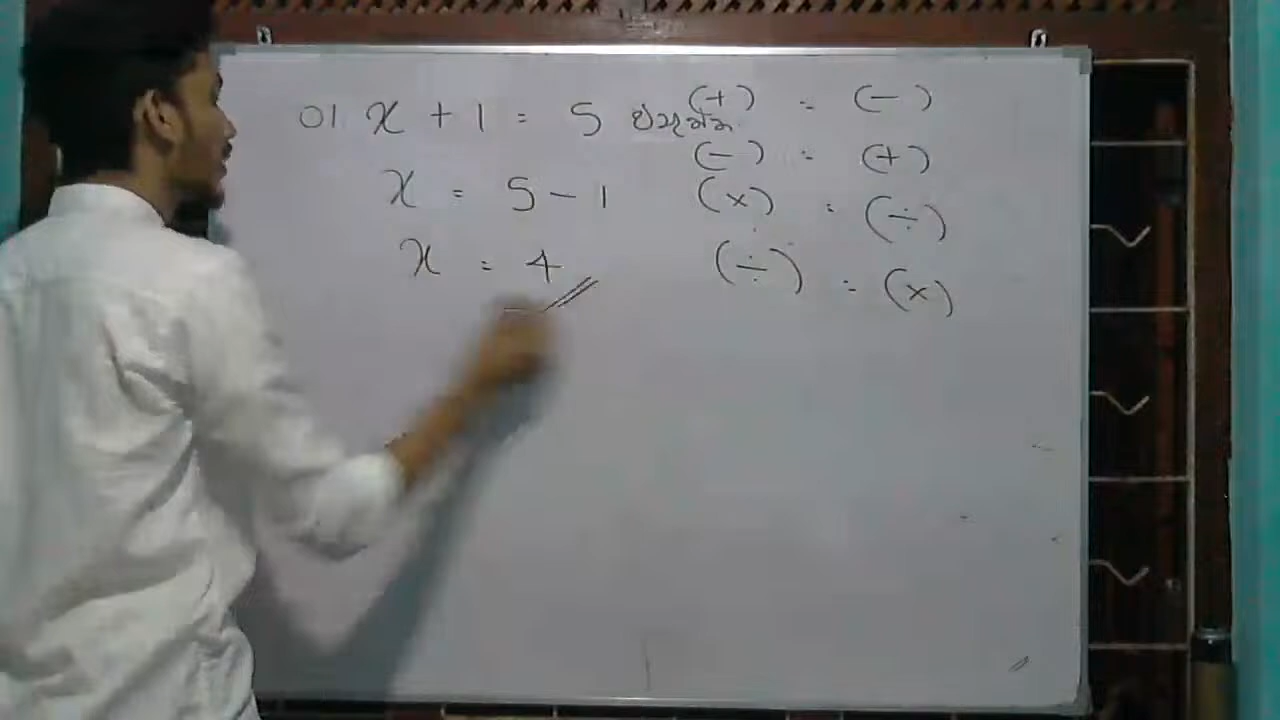 01 x + 1 = 5
x = 5 - 1
x = 4
(+) = (-)
(-) = (+)
(×) = (÷)
(÷) = (×)